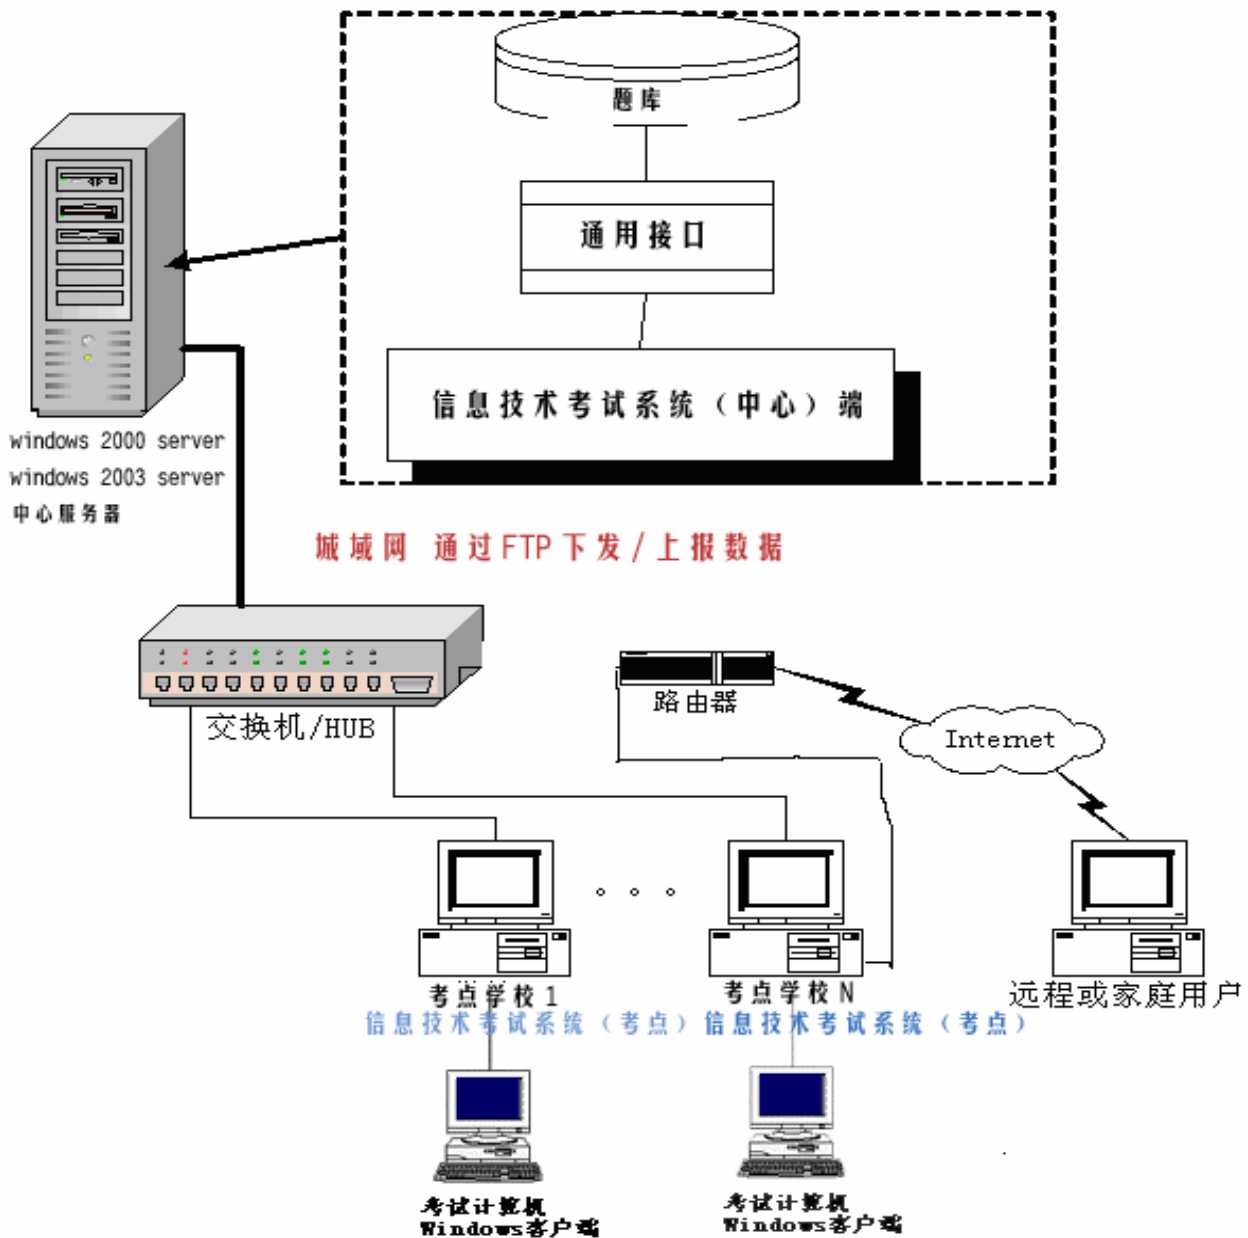 题库
通用接口
信息技术考试系统（中心）端
windows 2000 server
windows 2003 server
中心服务器
城域网 通过FTP下发/上报数据
交换机/HUB
路由器
Internet
考点学校1
考点学校N
远程或家庭用户
信息技术考试系统（考点）
信息技术考试系统（考点）
考试计算机
Windows客户端
考试计算机
Windows客户端